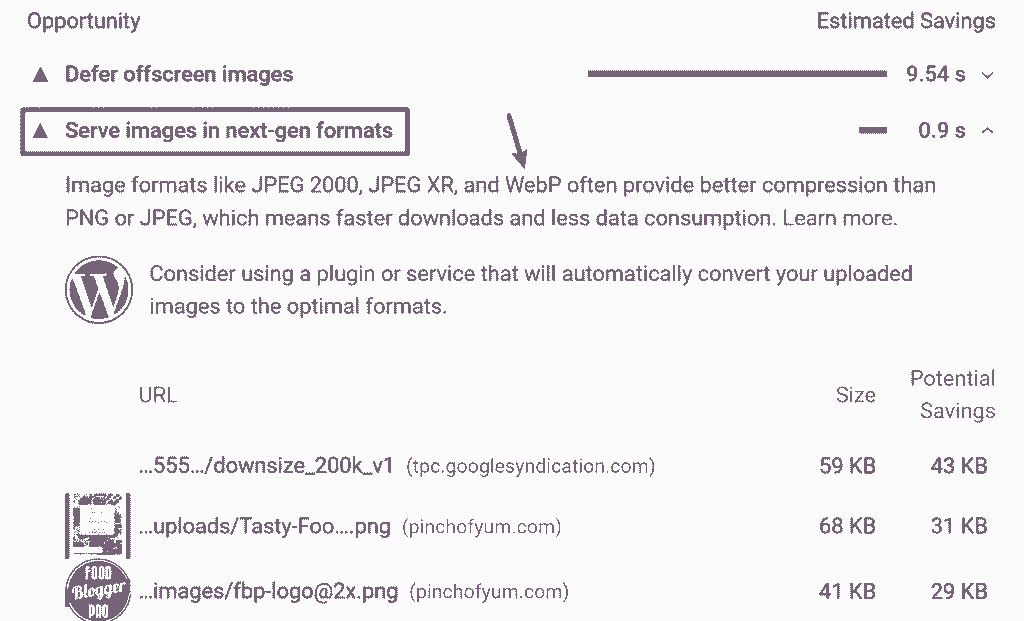 Opportunity Estimated Savings
Defer offscreen images 9.54 s
Serve images in next-gen formats 0.9 s
Image formats like JPEG 2000, JPEG XR, and WebP often provide better compression than
PNG or JPEG, which means faster downloads and less data consumption. Learn more.
Consider using a plugin or service that will automatically convert your uploaded
images to the optimal formats.
URL Size Potential
Savings
...555.../downsize_200k_v1 (tpc.googlesyndication.com) 59 KB 43 KB
...uploads/Tasty-Foo....png (pinchofyum.com) 68 KB 31 KB
FOOD
Blogger
PRO
...images/fbp-logo@2x.png (pinchofyum.com) 41 KB 29 KB